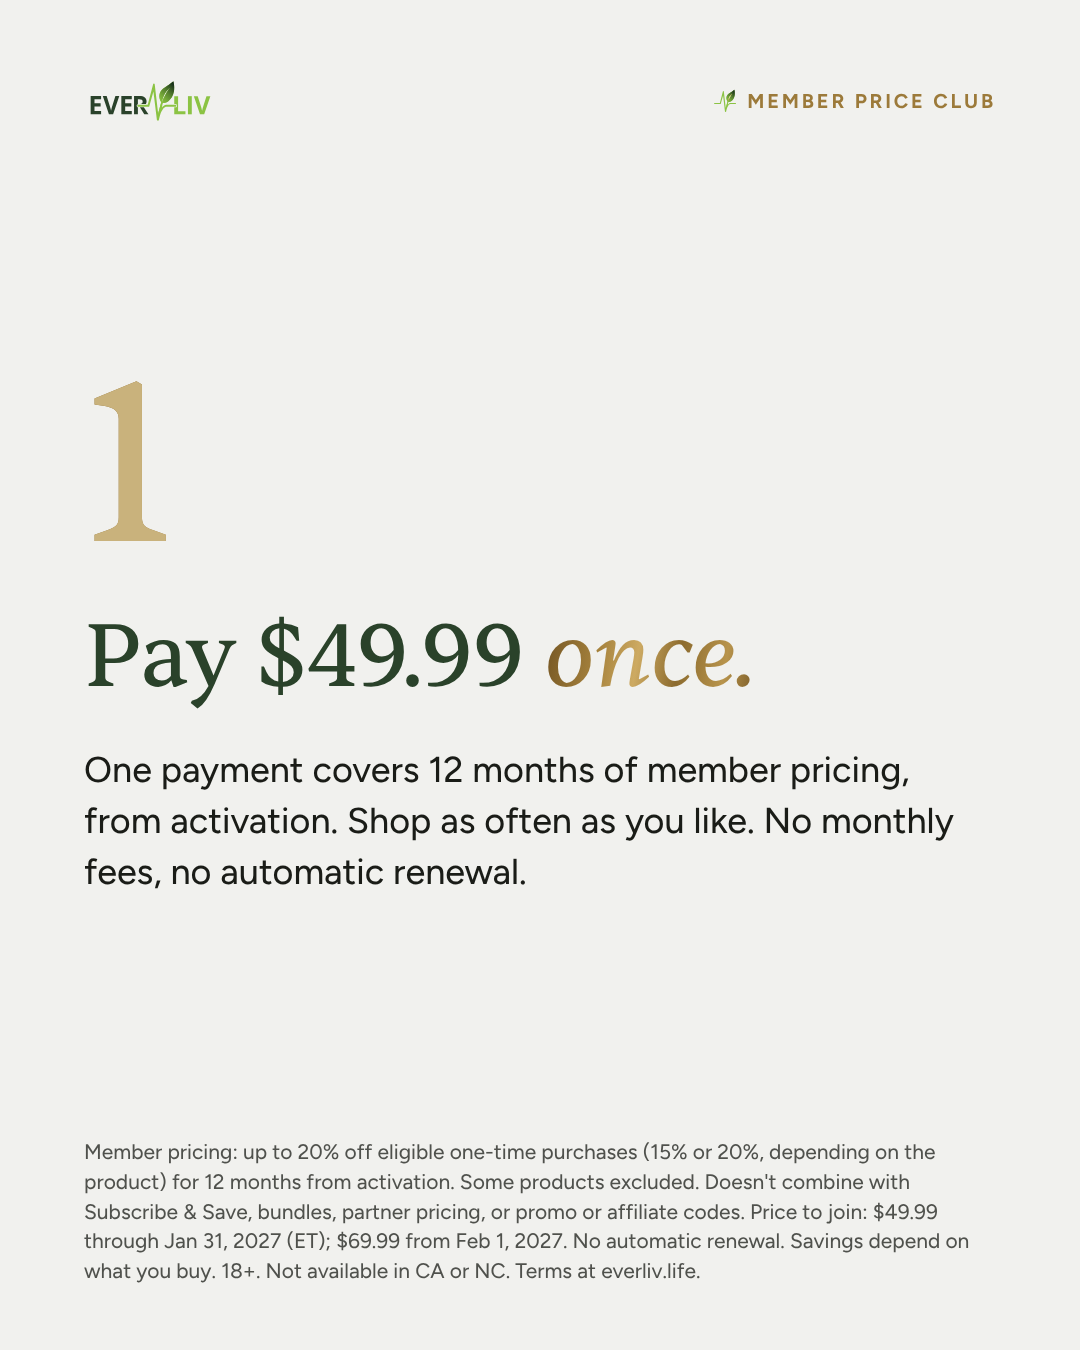 EVERLIV
MEMBER PRICE CLUB
1
Pay $49.99 once.
One payment covers 12 months of member pricing,
from activation. Shop as often as you like. No monthly
fees, no automatic renewal.
Member pricing: up to 20% off eligible one-time purchases (15% or 20%, depending on the
product) for 12 months from activation. Some products excluded. Doesn't combine with
Subscribe & Save, bundles, partner pricing, or promo or affiliate codes. Price to join: $49.99
through Jan 31, 2027 (ET); $69.99 from Feb 1, 2027. No automatic renewal. Savings depend on
what you buy. 18+. Not available in CA or NC. Terms at everliv.life.